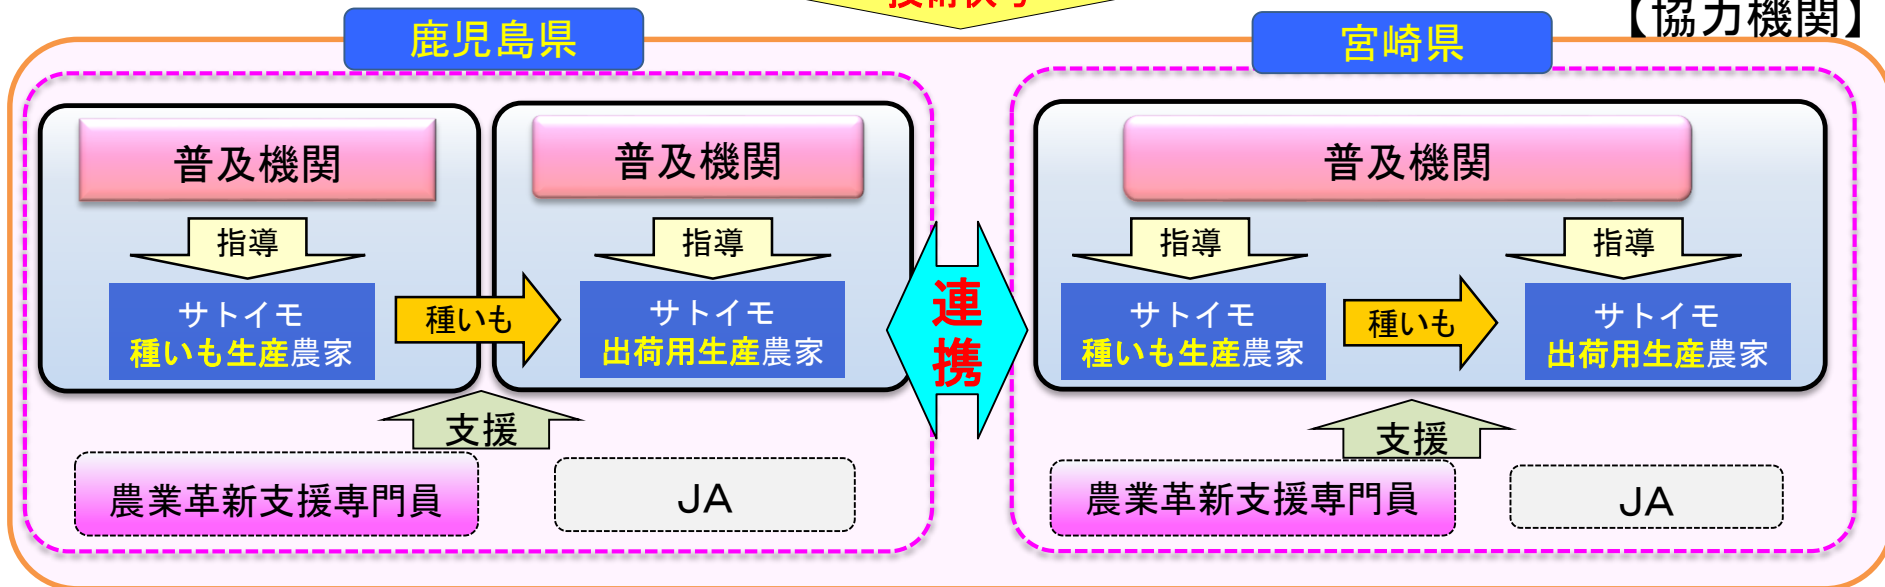 【協力機関】
鹿児島県
宮崎県
普及機関
普及機関
普及機関
指導
指導
指導
指導
サトイモ
種いも生産農家
種いも
サトイモ
出荷用生産農家
連
携
サトイモ
種いも生産農家
種いも
サトイモ
出荷用生産農家
支援
支援
農業革新支援専門員
JA
農業革新支援専門員
JA